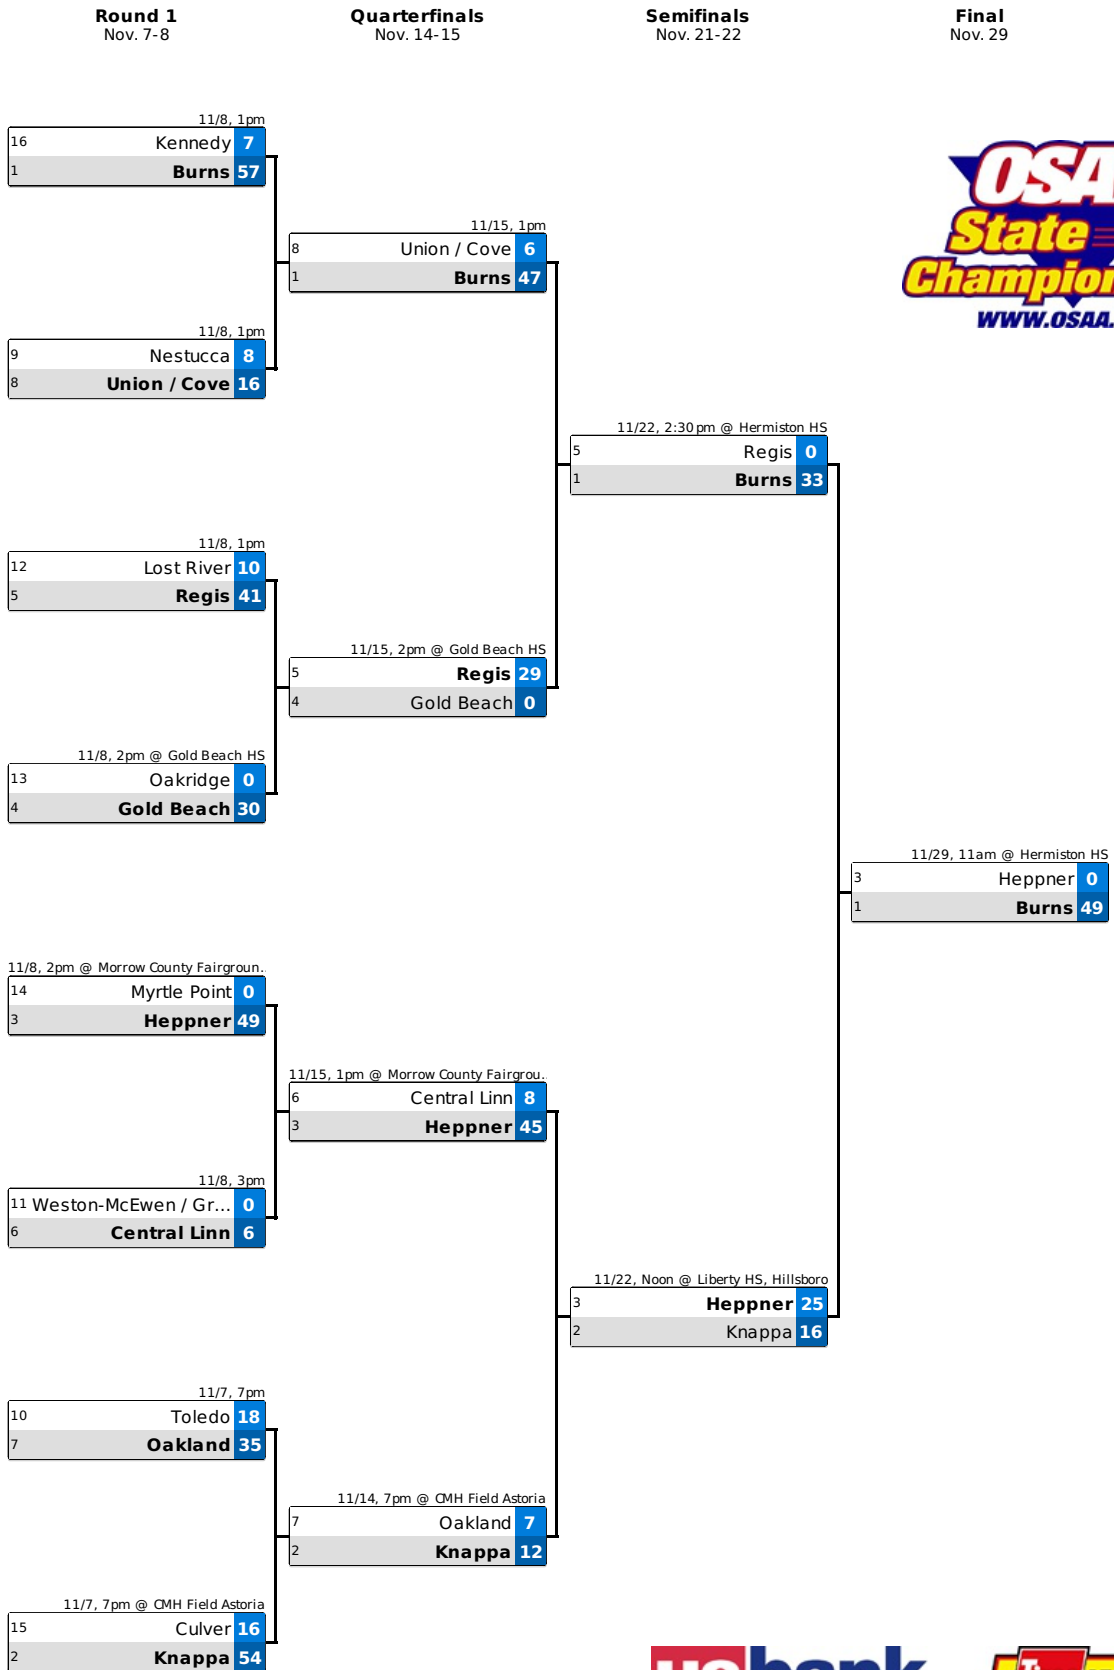 Round 1
Nov. 7-8
Quarterfinals
Nov. 14-15
Semifinals
Nov. 21-22
Final
Nov. 29
11/8, 1pm
16 Kennedy 7
1 Burns 57
11/8, 1pm
9 Nestucca 8
8 Union / Cove 16
11/8, 1pm
12 Lost River 10
5 Regis 41
11/8, 2pm @ Gold Beach HS
13 Oakridge 0
4 Gold Beach 30
11/8, 2pm @ Morrow County Fairgroun.
14 Myrtle Point 0
3 Heppner 49
11/8, 3pm
11 Weston-McEwen / Gr... 0
6 Central Linn 6
11/7, 7pm
10 Toledo 18
7 Oakland 35
11/7, 7pm @ CMH Field Astoria
15 Culver 16
2 Knappa 54
11/15, 1pm
8 Union / Cove 6
1 Burns 47
11/15, 2pm @ Gold Beach HS
5 Regis 29
4 Gold Beach 0
11/15, 1pm @ Morrow County Fairgrou.
6 Central Linn 8
3 Heppner 45
11/14, 7pm @ CMH Field Astoria
7 Oakland 7
2 Knappa 12
11/22, 2:30pm @ Hermiston HS
5 Regis 0
1 Burns 33
11/22, Noon @ Liberty HS, Hillsboro
3 Heppner 25
2 Knappa 16
11/29, 11am @ Hermiston HS
3 Heppner 0
1 Burns 49
OSA
State
Champion
WWW.OSAA.
usbank